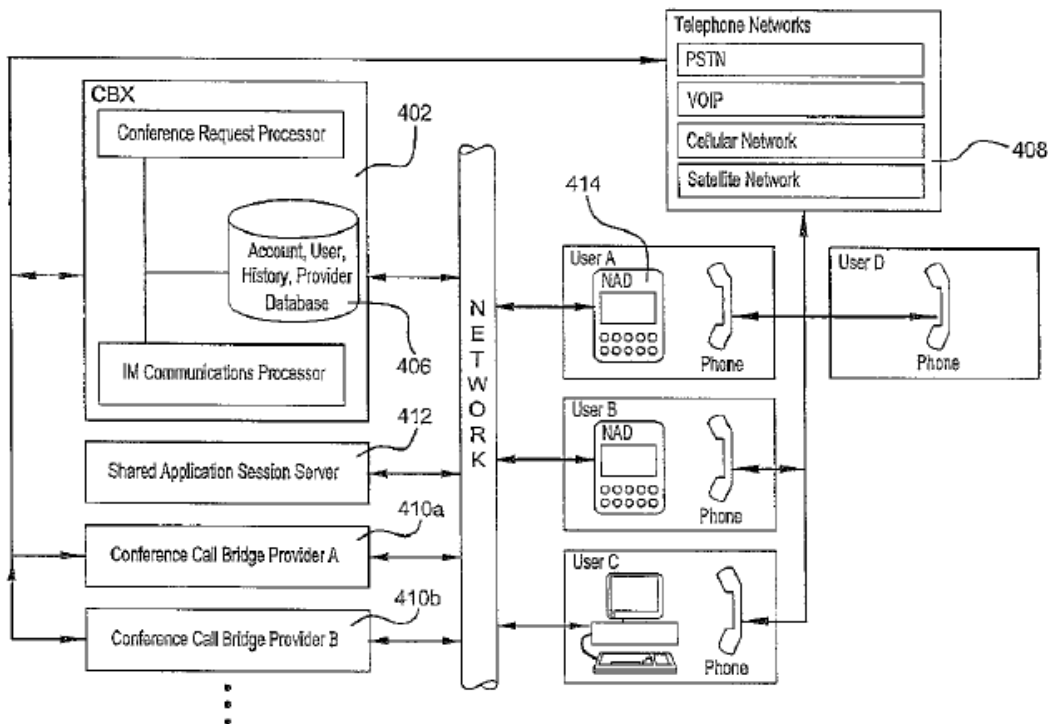 Telephone Networks
PSTN
VOIP
Cellular Network
Satellite Network
408
CBX
Conference Request Processor
402
Account, User,
History, Provider
Database
406
IM Communications Processor
412
Shared Application Session Server
410a
Conference Call Bridge Provider A
410b
Conference Call Bridge Provider B
NETWORK
414
User A
NAD
Phone
User D
Phone
User B
NAD
Phone
User C
Phone